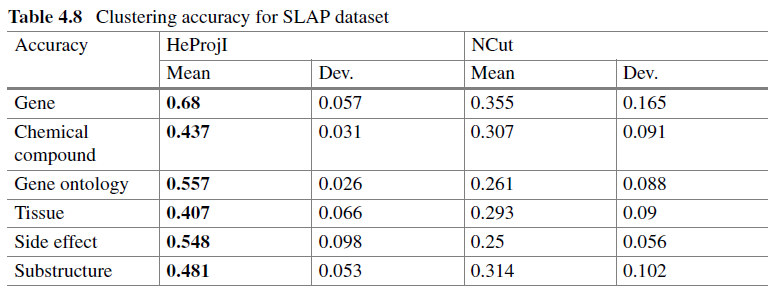 Table 4.8 Clustering accuracy for SLAP dataset
Accuracy HeProjI NCut
Mean Dev. Mean Dev.
Gene 0.68 0.057 0.355 0.165
Chemical 0.437 0.031 0.307 0.091
compound
Gene ontology 0.557 0.026 0.261 0.088
Tissue 0.407 0.066 0.293 0.09
Side effect 0.548 0.098 0.25 0.056
Substructure 0.481 0.053 0.314 0.102